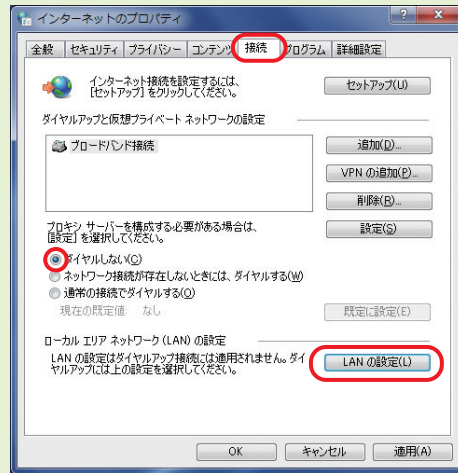 インターネットのプロパティ
全般 セキュリティ プライバシー コンテンツ 接続 プログラム 詳細設定
インターネット接続を設定するには、
[セットアップ] をクリックしてください。
セットアップ(U)
ダイヤルアップと仮想プライベート ネットワークの設定
ブロードバンド接続
追加(D)...
VPN の追加(P)...
削除(R)...
プロキシ サーバーを構成する必要がある場合は、
[設定] を選択してください。
設定(S)
ダイヤルしない(C)
ネットワーク接続が存在しないときには、ダイヤルする(W)
通常の接続でダイヤルする(O)
現在の既定値: なし
既定に設定(E)
ローカル エリア ネットワーク (LAN) の設定
LAN の設定はダイヤルアップ接続には適用されません。ダイ
ヤルアップには上の設定を選択してください。
LAN の設定(L)
OK キャンセル 適用(A)